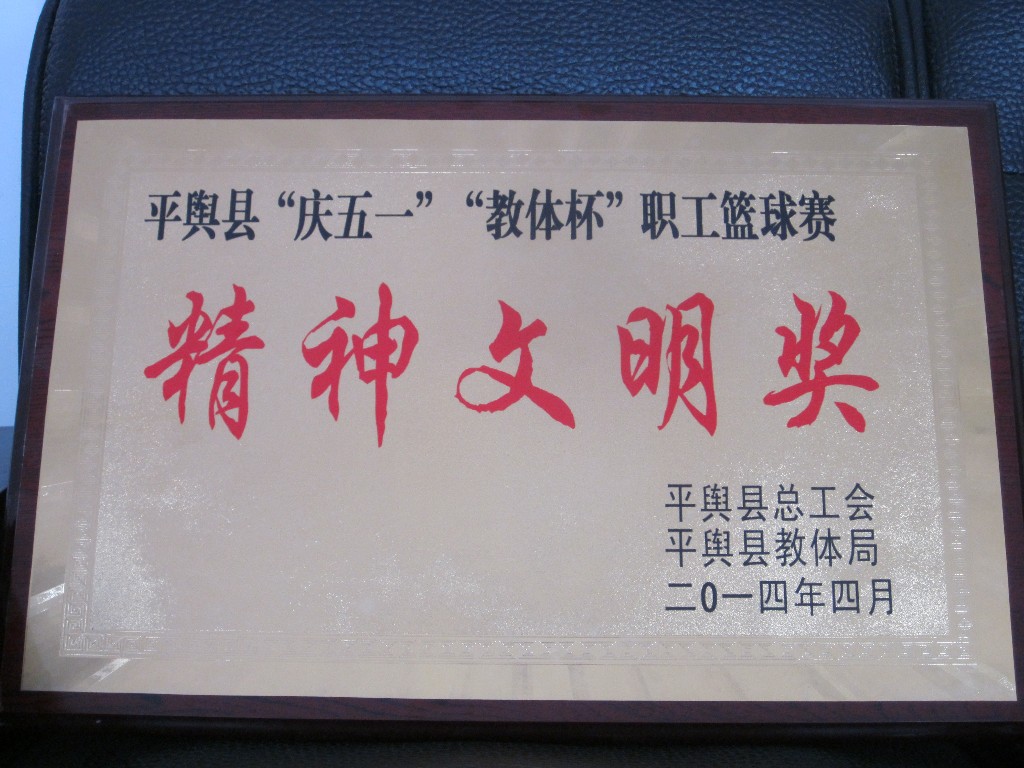 平舆县“庆五一”“教体杯”职工篮球赛
精神文明奖
平舆县总工会
平舆县教体局
二0一四年四月